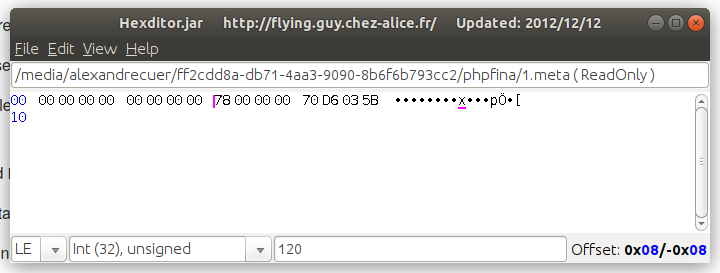 Hexditor.jar http://flying.guy.chez-alice.fr/ Updated: 2012/12/12
File Edit View Help
/media/alexandrecuer/ff2cdd8a-db71-4aa3-9090-8b6f6b793cc2/phpfina/1.meta ( ReadOnly )
00 00 00 00 00 00 00 00 00 78 00 00 00 70 D6 03 5B ••••••••x•••pÖ•[
10
LE Int (32), unsigned 120 Offset: 0x08/-0x08